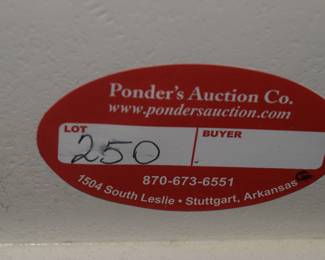 Ponder's Auction Co.
www.pondersauction.com
LOT BUYER
250
870-673-6551
1504 South Leslie • Stuttgart, Arkansas